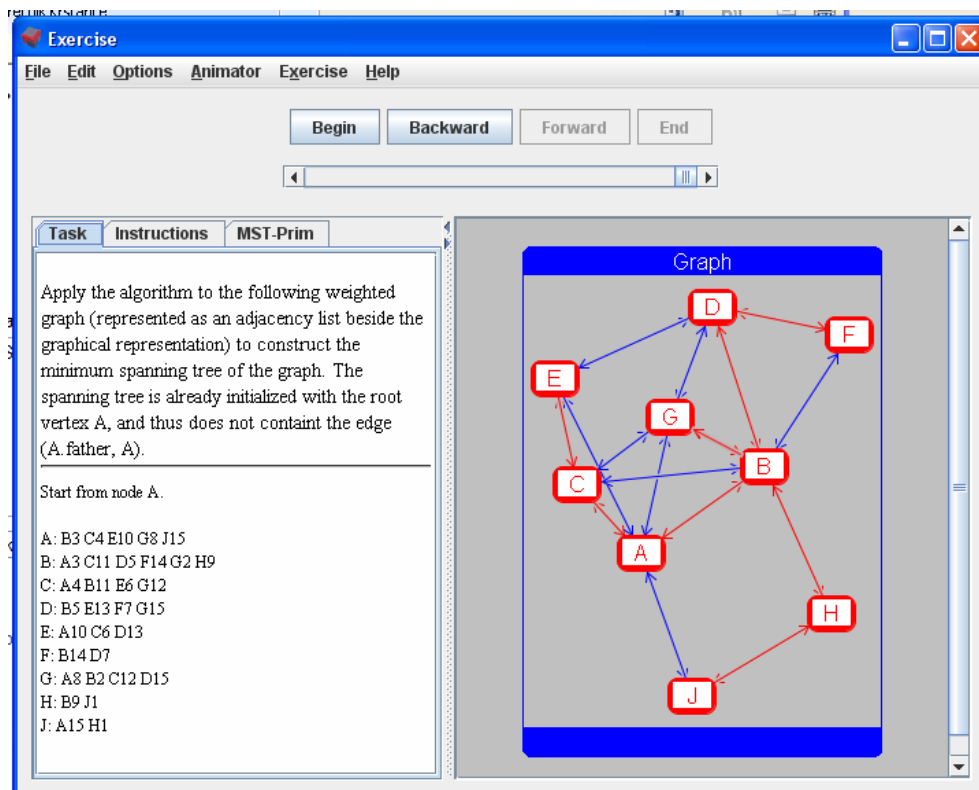 Exercise
File Edit Options Animator Exercise Help
Begin Backward Forward End
Task Instructions MST-Prim
Apply the algorithm to the following weighted
graph (represented as an adjacency list beside the
graphical representation) to construct the
minimum spanning tree of the graph. The
spanning tree is already initialized with the root
vertex A, and thus does not containt the edge
(A.father, A).
Start from node A.
A: B3 C4 E10 G8 J15
B: A3 C11 D5 F14 G2 H9
C: A4 B11 E6 G12
D: B5 E13 F7 G15
E: A10 C6 D13
F: B14 D7
G: A8 B2 C12 D15
H: B9 J1
J: A15 H1
Graph
D
F
E
G
B
C
A
H
J